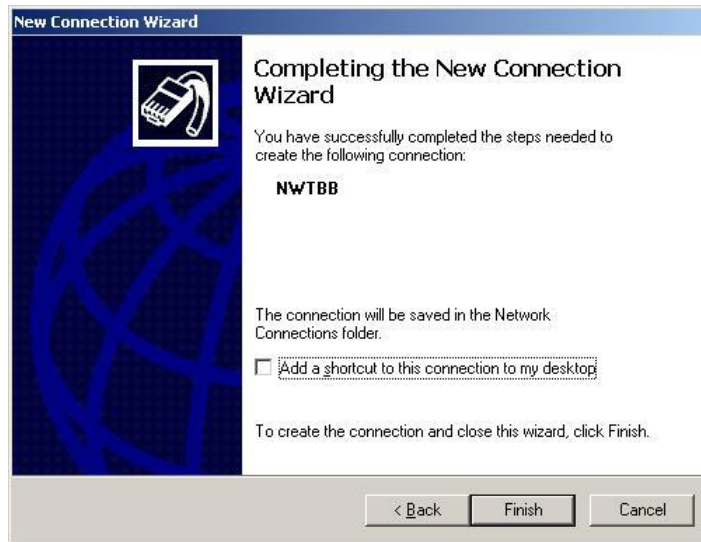 New Connection Wizard
Completing the New Connection
Wizard
You have successfully completed the steps needed to
create the following connection:
NWTBB
The connection will be saved in the Network
Connections folder.
Add a shortcut to this connection to my desktop
To create the connection and close this wizard, click Finish.
< Back Finish Cancel